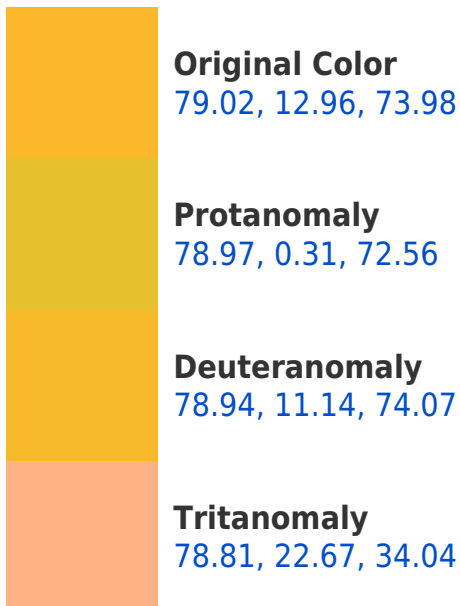 Original Color
79.02, 12.96, 73.98
Protanomaly
78.97, 0.31, 72.56
Deuteranomaly
78.94, 11.14, 74.07
Tritanomaly
78.81, 22.67, 34.04